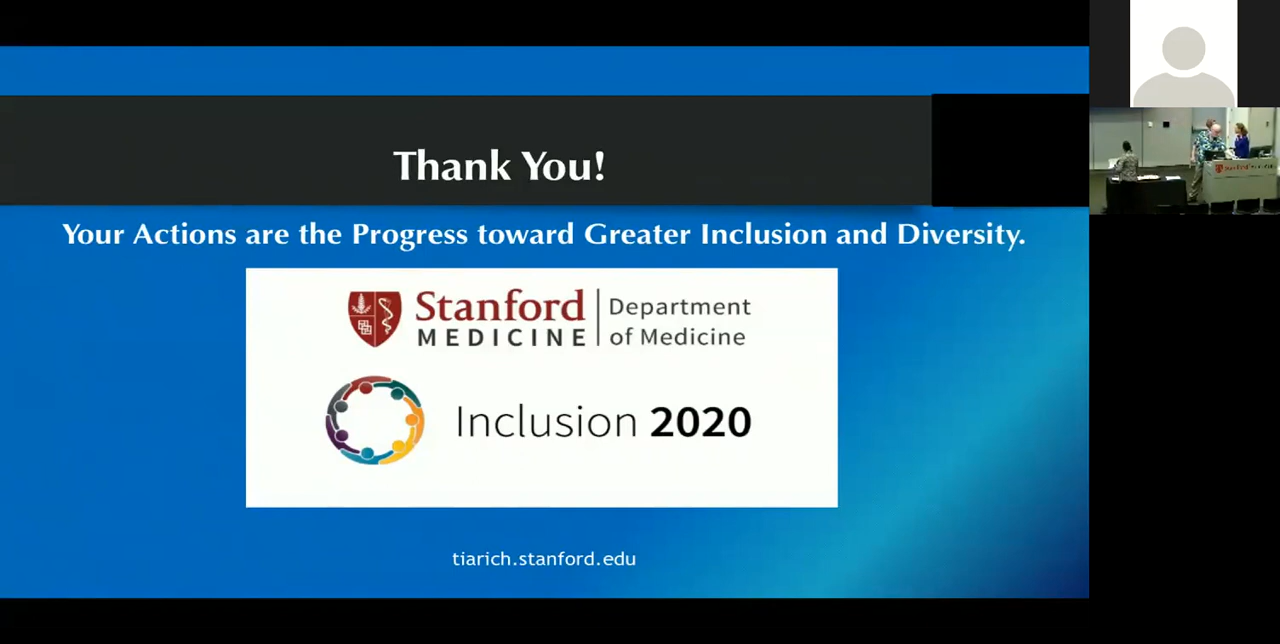 Thank You!
Your Actions are the Progress toward Greater Inclusion and Diversity.
Stanford
MEDICINE
Department
of Medicine
Inclusion 2020
tiarich.stanford.edu